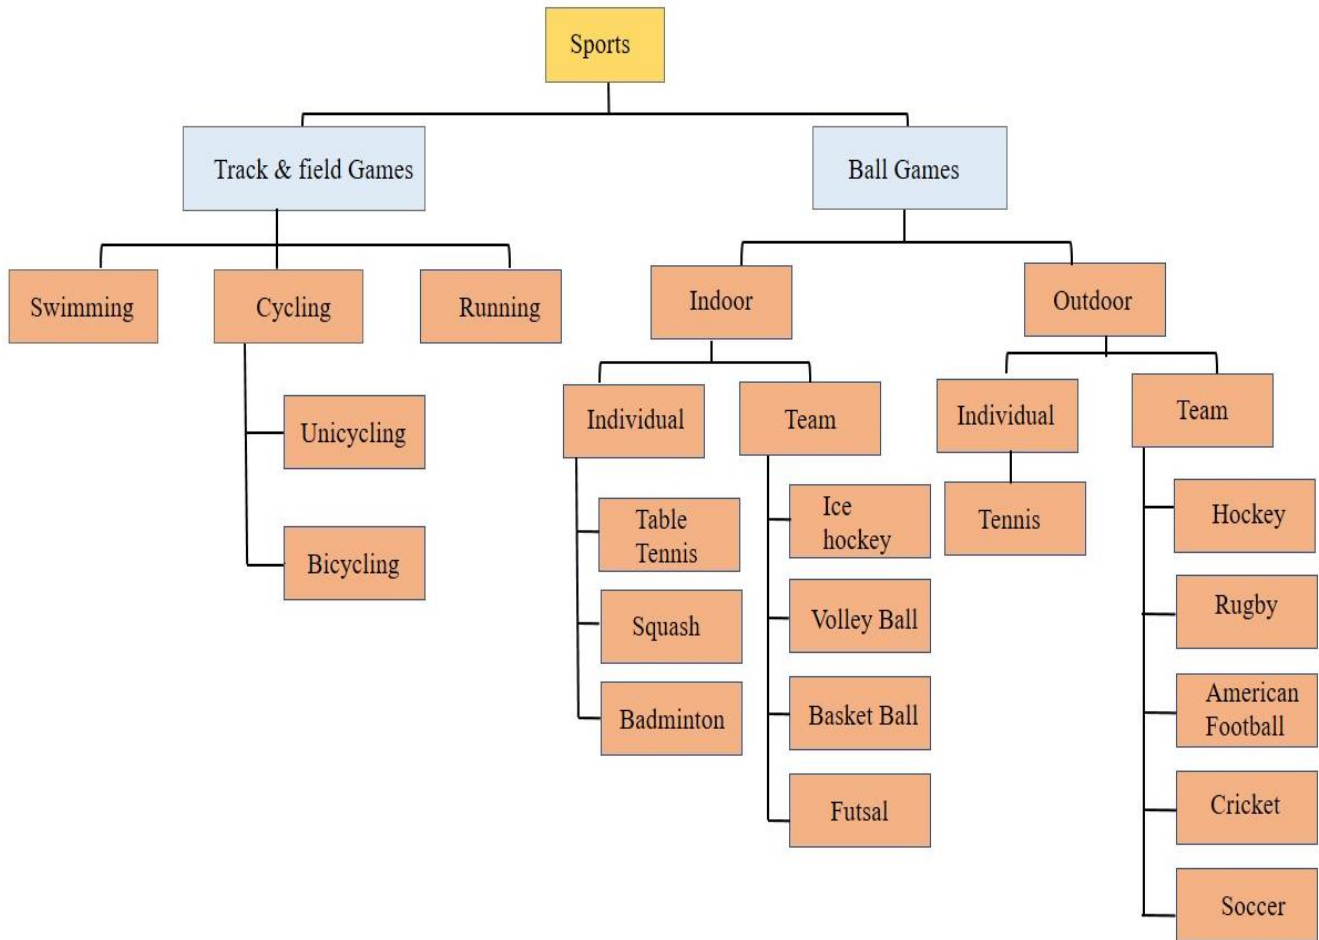 Sports
Track & field Games
Ball Games
Swimming
Cycling
Running
Indoor
Outdoor
Unicycling
Bicycling
Individual
Team
Individual
Team
Table
Tennis
Squash
Badminton
Ice
hockey
Volley Ball
Basket Ball
Futsal
Tennis
Hockey
Rugby
American
Football
Cricket
Soccer